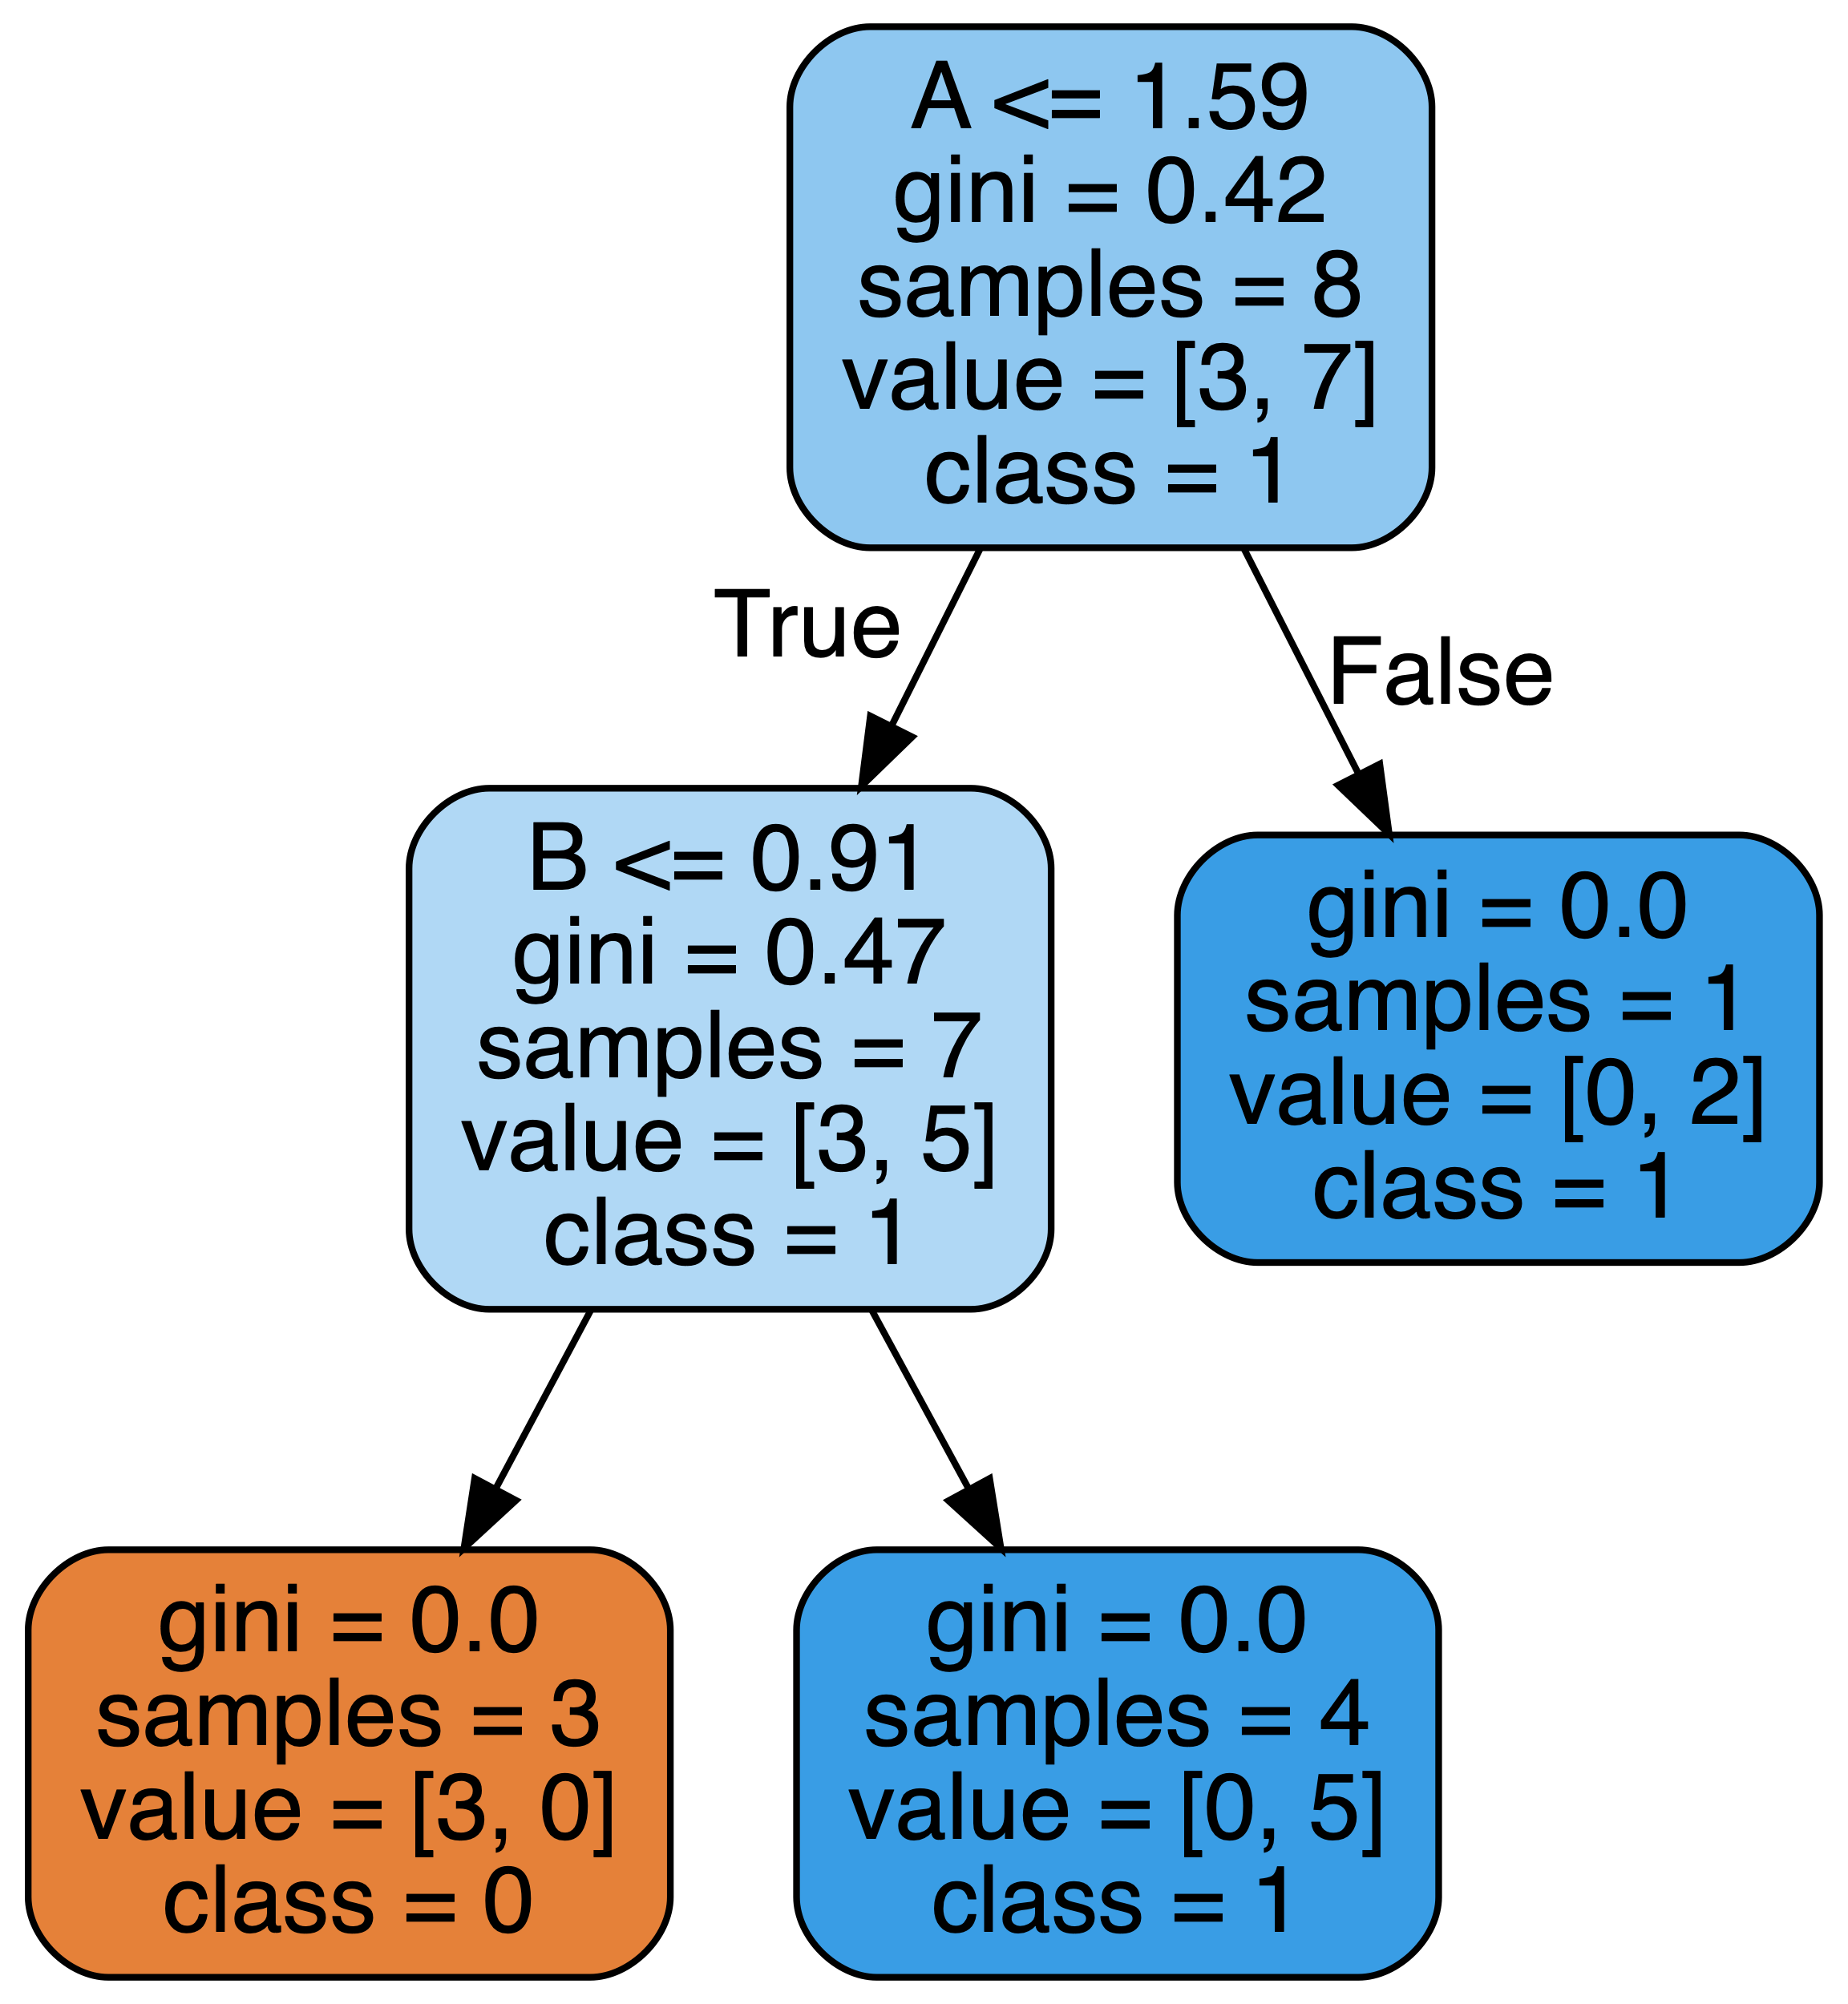 A <= 1.59
gini = 0.42
samples = 8
value = [3, 7]
class = 1
True
False
B <= 0.91
gini = 0.47
samples = 7
value = [3, 5]
class = 1
gini = 0.0
samples = 1
value = [0, 2]
class = 1
gini = 0.0
samples = 3
value = [3, 0]
class = 0
gini = 0.0
samples = 4
value = [0, 5]
class = 1